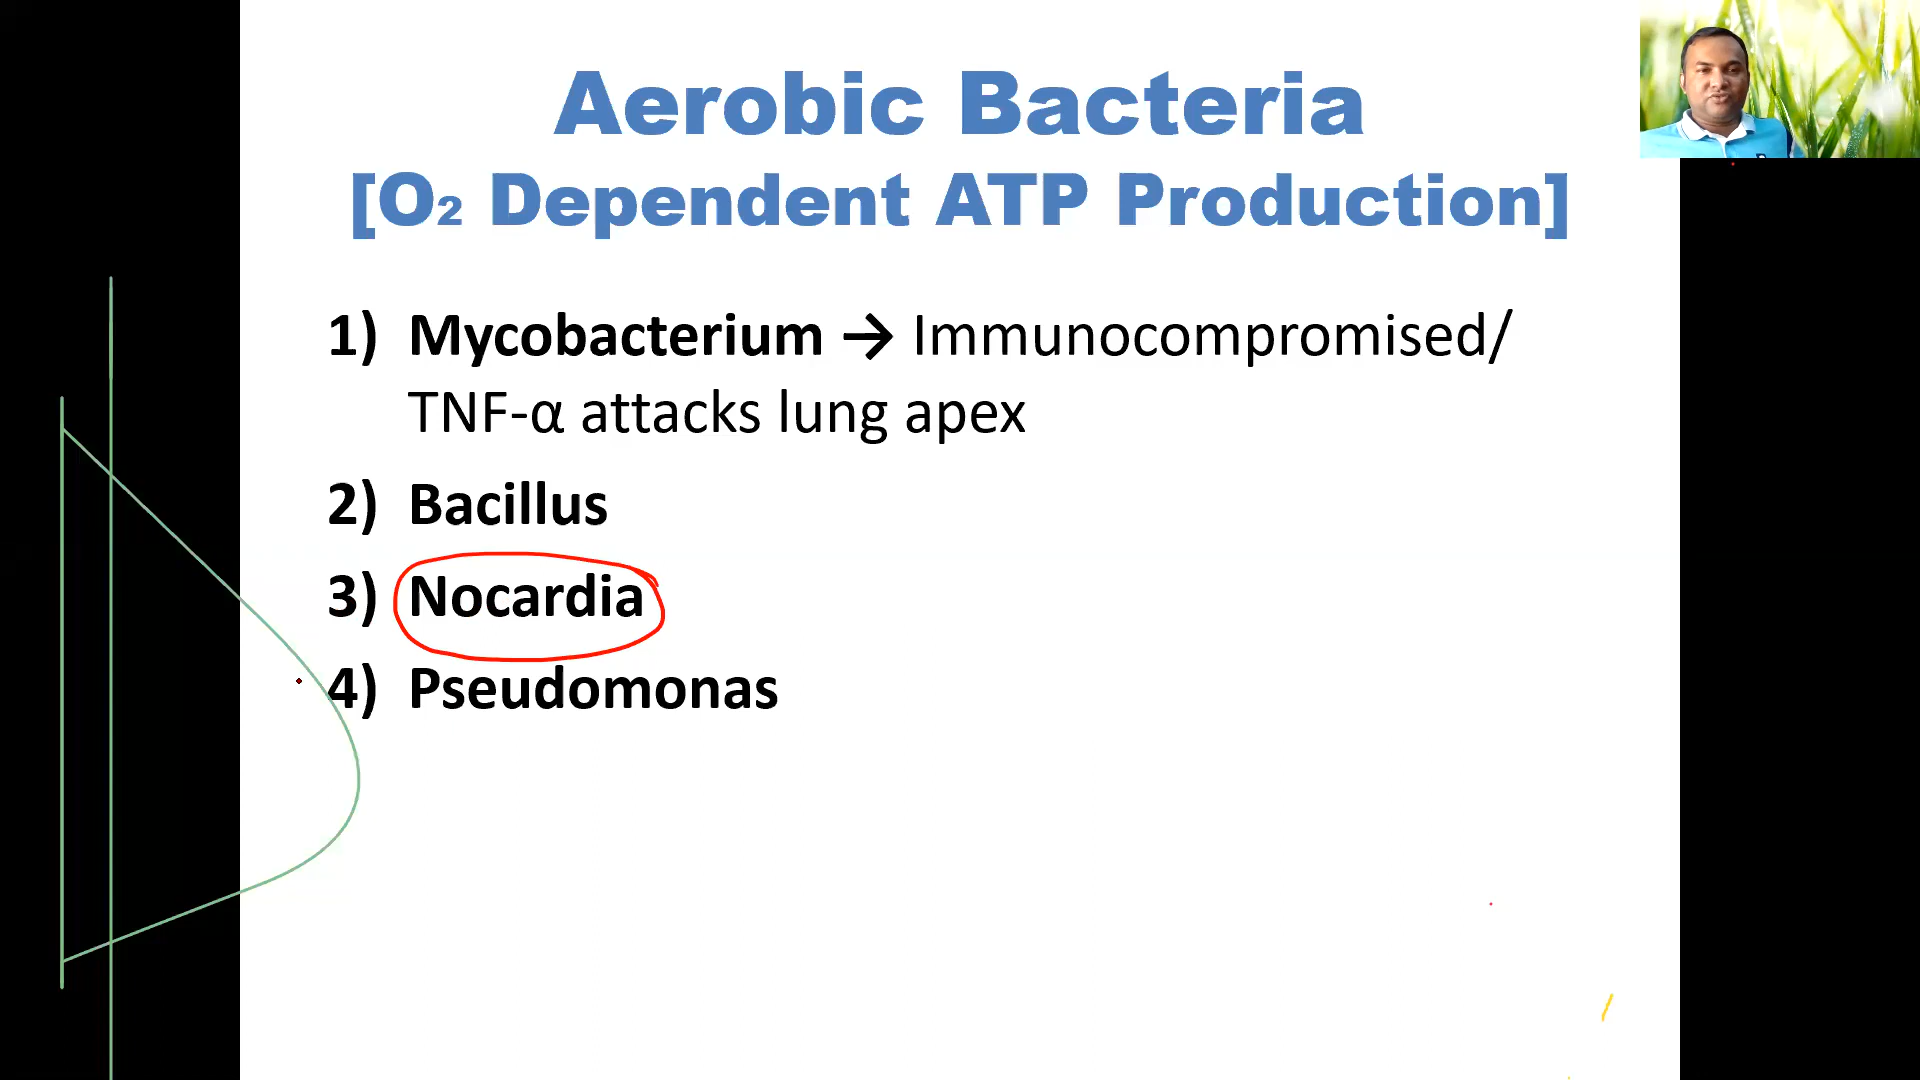 Aerobic Bacteria
[O₂ Dependent ATP Production]
1) Mycobacterium → Immunocompromised/
TNF-α attacks lung apex
2) Bacillus
3) Nocardia
4) Pseudomonas